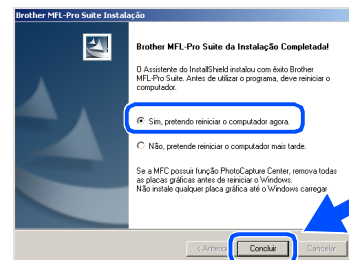 Brother MFL-Pro Suite Instalação
Brother MFL-Pro Suite da Instalação Completada!
O Assistente do InstallShield instalou com êxito Brother
MFL-Pro Suite. Antes de utilizar o programa, deve reiniciar o
computador.
Sim, pretendo reiniciar o computador agora.
Não, pretende reiniciar o computador mais tarde.
Se a MFC possuir função PhotoCapture Center, remova todas
as placas gráficas antes de reiniciar o Windows.
Não instale qualquer placa gráfica até o Windows carregar
< Anterior Concluir Cancelar